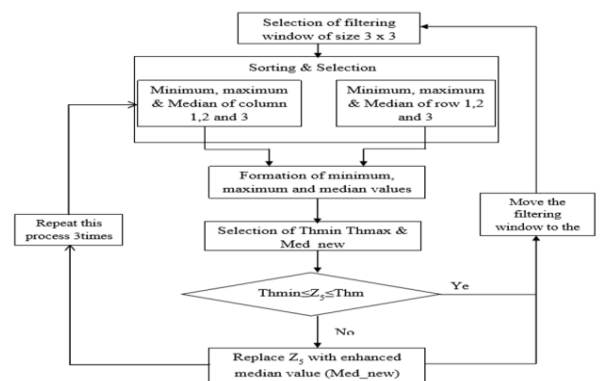 Selection of filtering
window of size 3 x 3
Sorting & Selection
Minimum, maximum
& Median of column
1,2 and 3
Minimum, maximum
& Median of row 1,2
and 3
Formation of minimum,
maximum and median values
Repeat this
process 3times
Move the
filtering
window to the
Selection of Thmin Thmax &
Med_new
Thmin≤Z₅≤Thm
Ye
No
Replace Z₅ with enhanced
median value (Med_new)